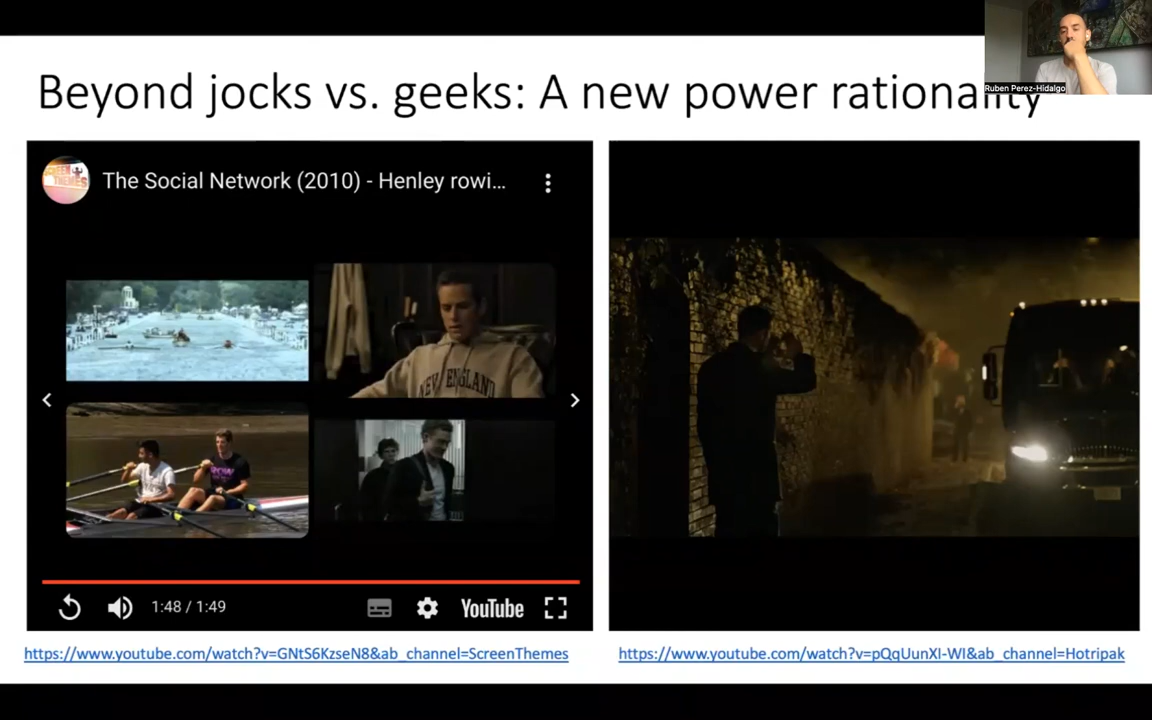 Beyond jocks vs. geeks: A new power rationality
Ruben Perez-Hidalgo
The Social Network (2010) - Henley rowi...
NEW ENGLAND
1:48 / 1:49
YouTube
https://www.youtube.com/watch?v=GNtS6KzseN8&ab_channel=ScreenThemes
https://www.youtube.com/watch?v=pQqUunXI-WI&ab_channel=Hotripak